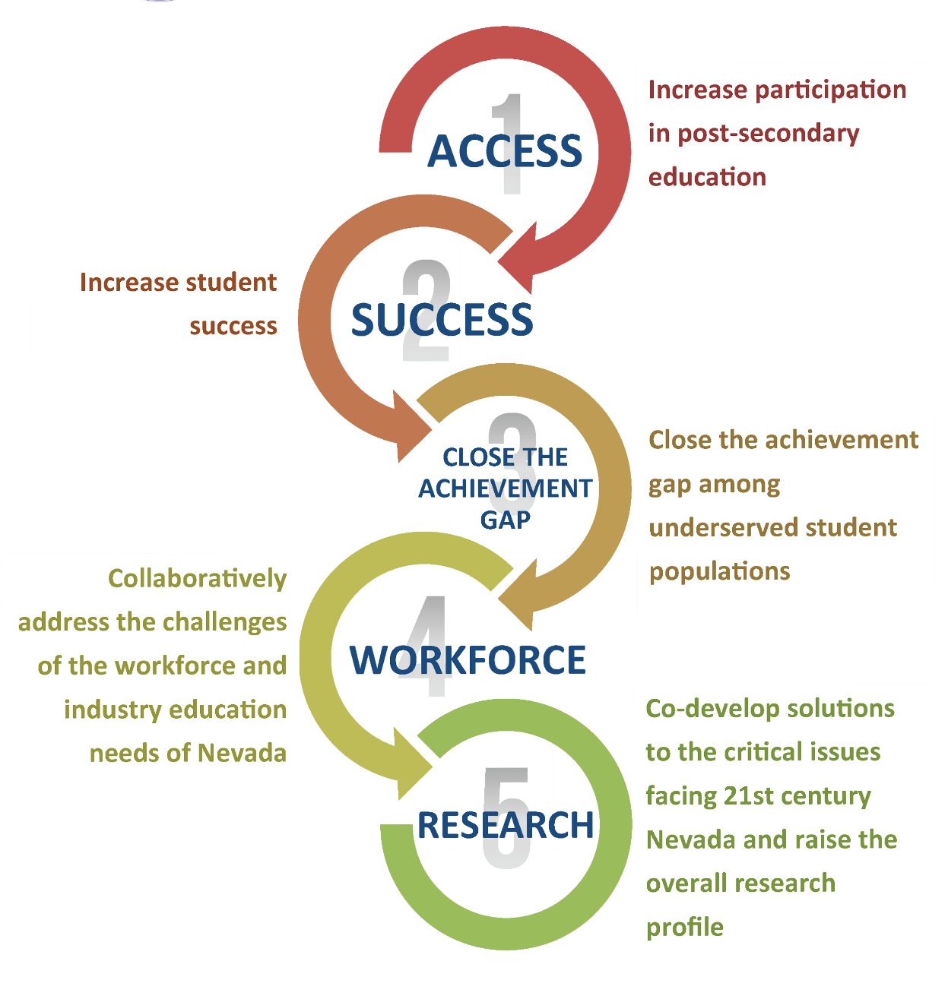 1
ACCESS
Increase participation
in post-secondary
education
2
SUCCESS
Increase student
success
3
CLOSE THE
ACHIEVEMENT
GAP
Close the achievement
gap among
underserved student
populations
4
WORKFORCE
Collaboratively
address the challenges
of the workforce and
industry education
needs of Nevada
5
RESEARCH
Co-develop solutions
to the critical issues
facing 21st century
Nevada and raise the
overall research
profile